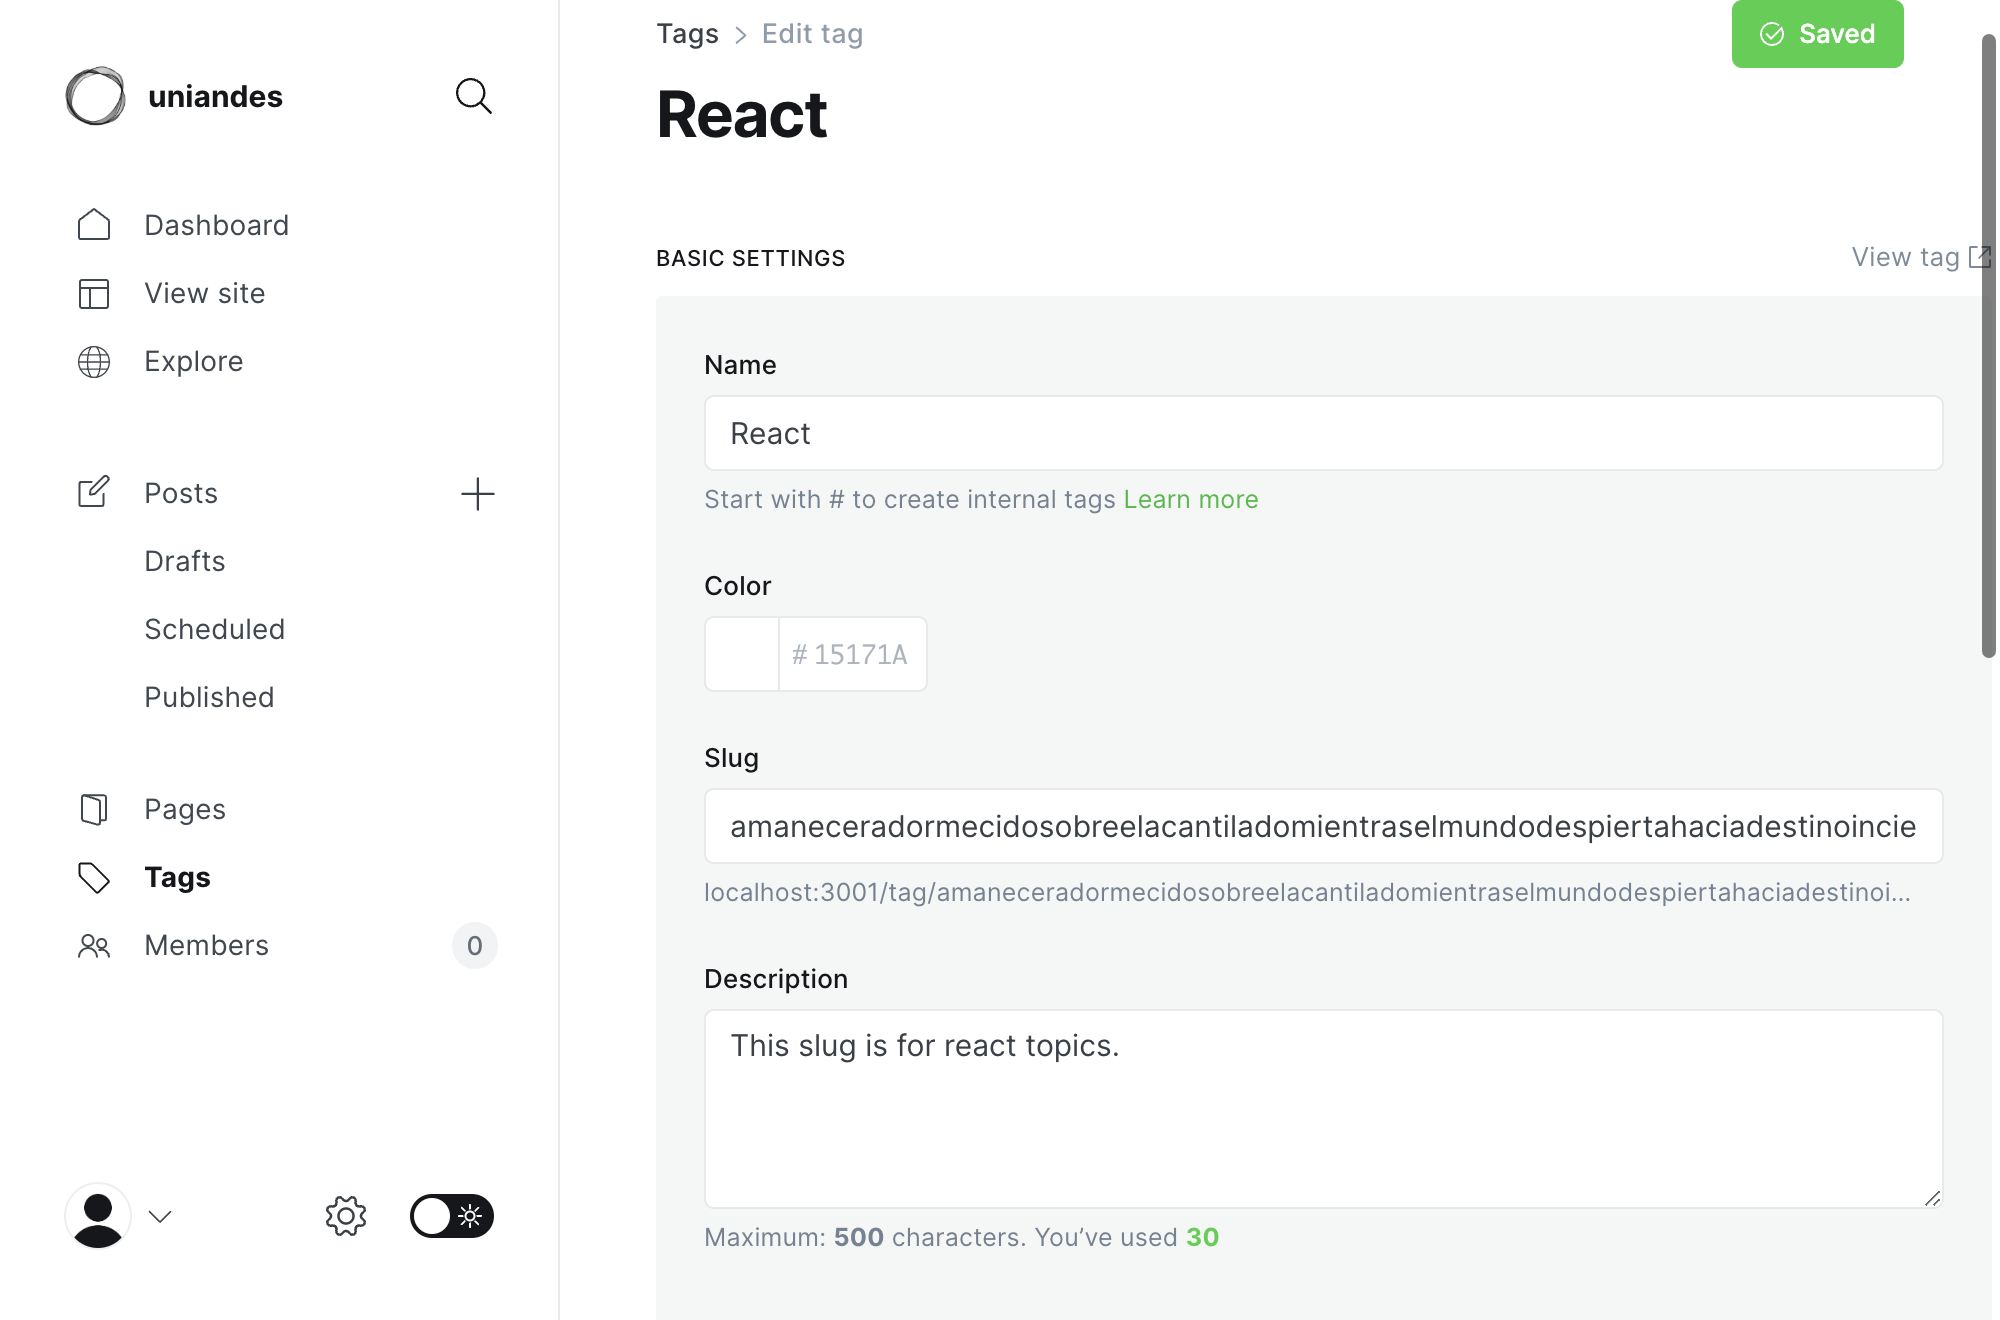 uniandes
Dashboard
View site
Explore
Posts
Drafts
Scheduled
Published
Pages
Tags
Members
0
Tags > Edit tag
Saved
React
BASIC SETTINGS
View tag
Name
React
Start with # to create internal tags Learn more
Color
# 15171A
Slug
amaneceradormecidosobreelacantiladomientraselmundodespiertahaciadestinoincie
localhost:3001/tag/amaneceradormecidosobreelacantiladomientraselmundodespiertahaciadestinoi...
Description
This slug is for react topics.
Maximum: 500 characters. You’ve used 30